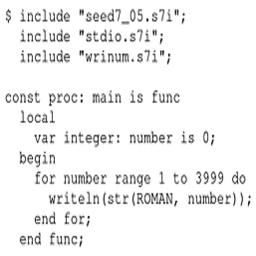 $ include "seed7_05.s7i";
  include "stdio.s7i";
  include "wrinum.s7i";

const proc: main is func
  local
    var integer: number is 0;
  begin
    for number range 1 to 3999 do
      writeln(str(ROMAN, number));
    end for;
  end func;